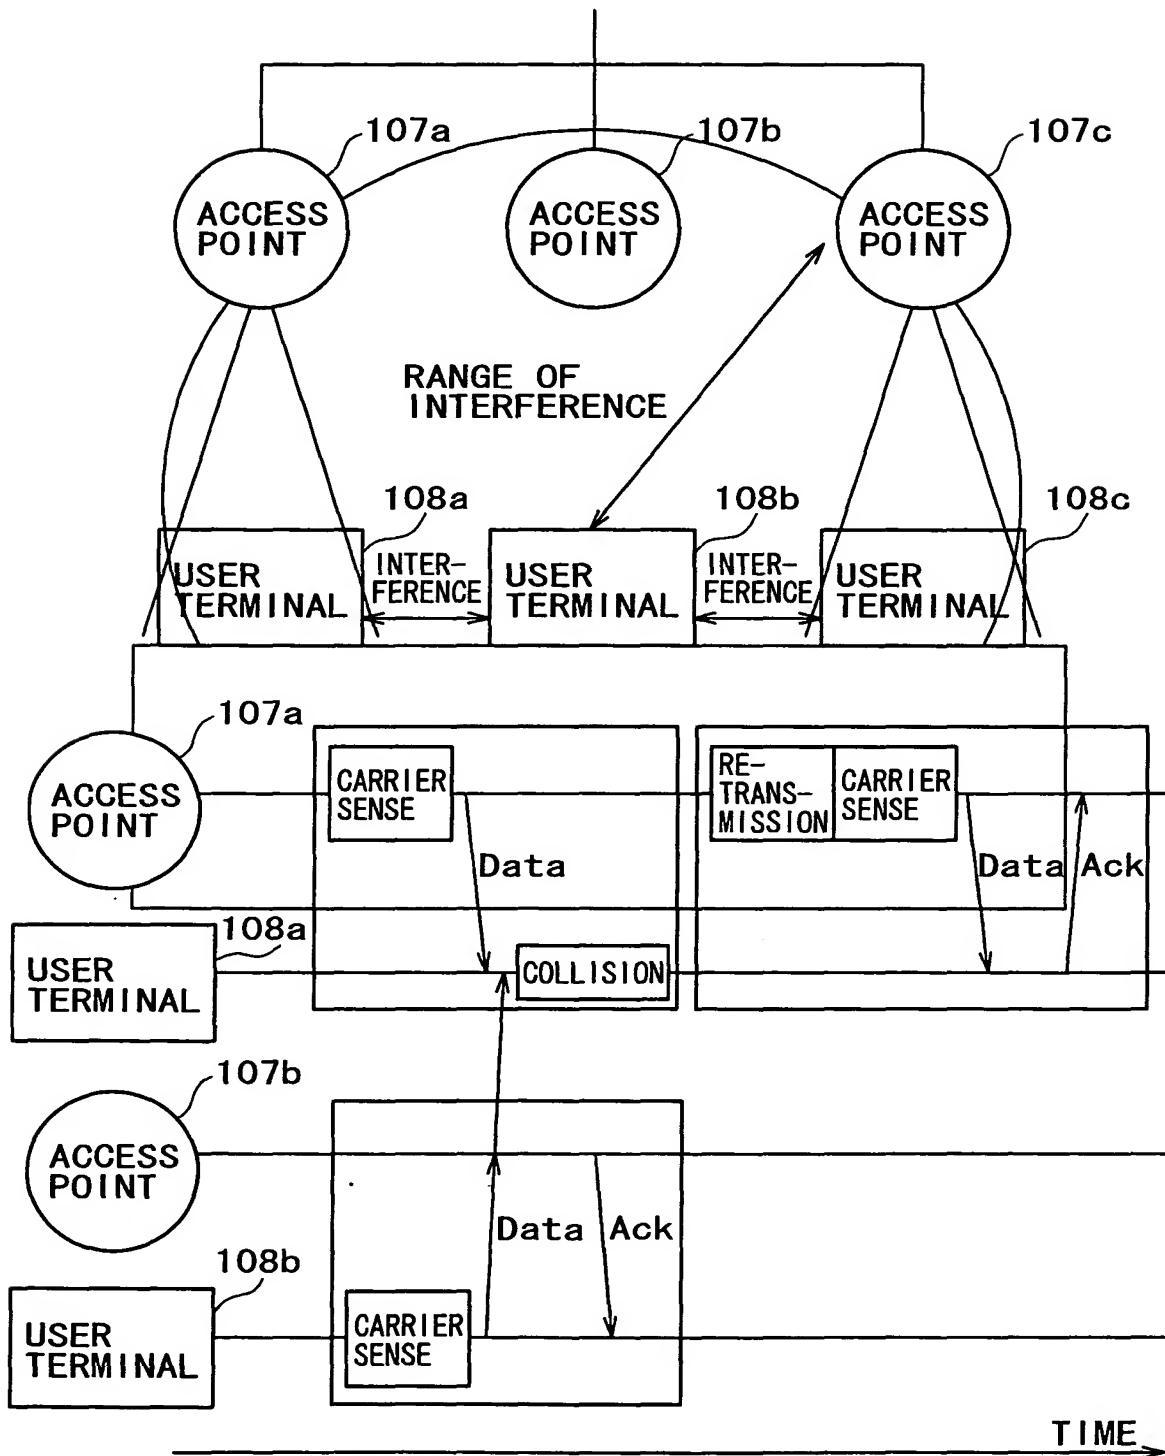 107a
107b
107c
ACCESS
POINT
ACCESS
POINT
ACCESS
POINT
RANGE OF
INTERFERENCE
108a
108b
108c
USER
TERMINAL
INTER-
FERENCE
USER
TERMINAL
INTER-
FERENCE
USER
TERMINAL
107a
ACCESS
POINT
CARRIER
SENSE
RE-
TRANS-
MISSION
CARRIER
SENSE
Data
Data
Ack
108a
USER
TERMINAL
COLLISION
107b
ACCESS
POINT
Data
Ack
108b
USER
TERMINAL
CARRIER
SENSE
TIME